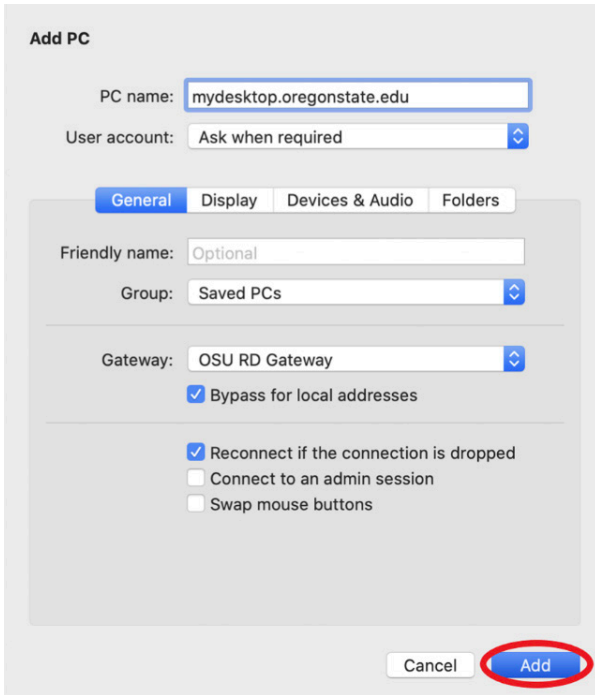 Add PC
PC name: mydesktop.oregonstate.edu
User account: Ask when required
General Display Devices & Audio Folders
Friendly name: Optional
Group: Saved PCs
Gateway: OSU RD Gateway
Bypass for local addresses
Reconnect if the connection is dropped
Connect to an admin session
Swap mouse buttons
Cancel Add